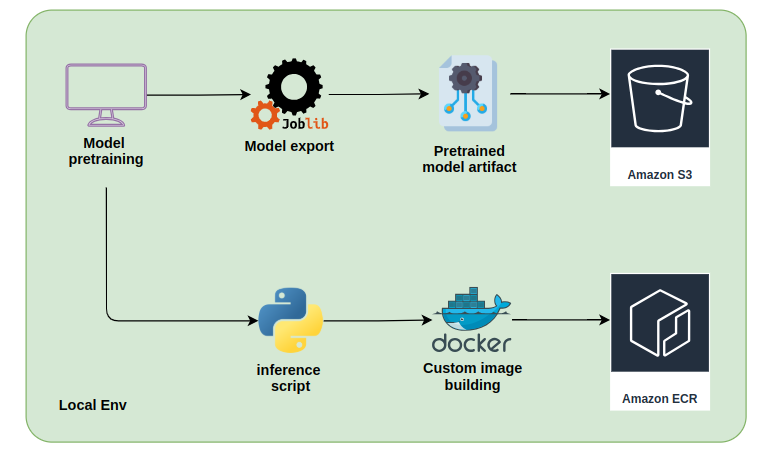 Model
pretraining
Joblib
Model export
Pretrained
model artifact
Amazon S3
inference
script
docker
Custom image
building
Amazon ECR
Local Env